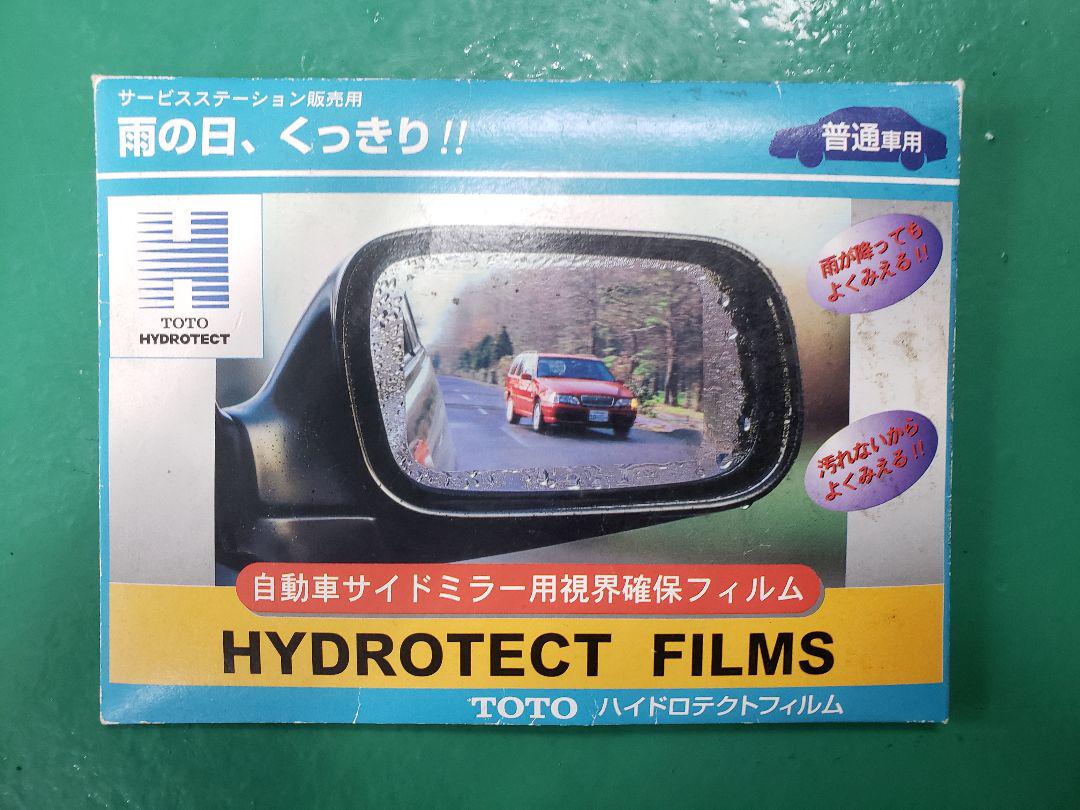 サービスステーション販売用
雨の日、くっきり!!
普通車用
TOTO
HYDROTECT
雨が降っても
よくみえる!!
汚れないから
よくみえる!!
自動車サイドミラー用視界確保フィルム
HYDROTECT FILMS
TOTO ハイドロテクトフィルム